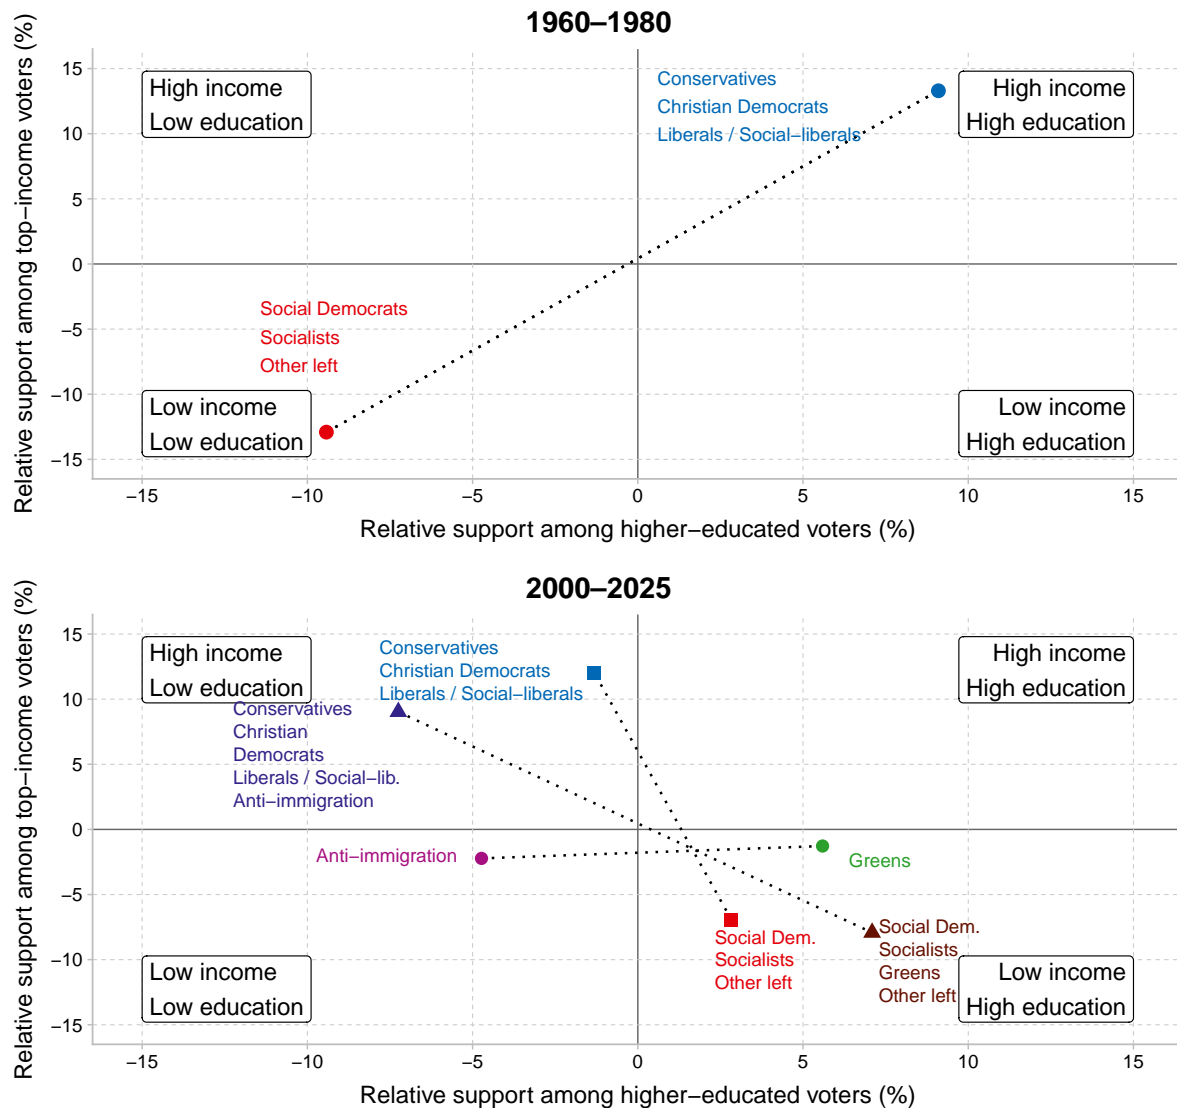 1960–1980
Relative support among top−income voters (%)
15
10
5
0
−5
−10
−15
High income
Low education
Conservatives
Christian Democrats
Liberals / Social−liberals
High income
High education
Social Democrats
Socialists
Other left
Low income
Low education
Low income
High education
−15
−10
−5
0
5
10
15
Relative support among higher−educated voters (%)
2000–2025
Relative support among top−income voters (%)
15
10
5
0
−5
−10
−15
High income
Low education
Conservatives
Christian Democrats
Liberals / Social−liberals
High income
High education
Conservatives
Christian
Democrats
Liberals / Social−lib.
Anti−immigration
Anti−immigration
Greens
Social Dem.
Socialists
Other left
Social Dem.
Socialists
Greens
Other left
Low income
Low education
Low income
High education
−15
−10
−5
0
5
10
15
Relative support among higher−educated voters (%)